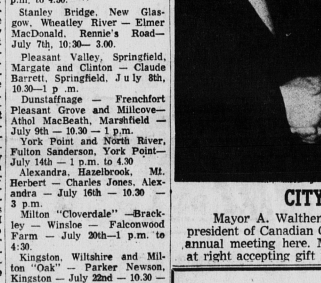 p.m. to 4.30.
Stanley Bridge, New Glas-
gow, Wheatley River — Elmer
MacDonald, Rennie's Road—
July 7th, 10:30— 3.00.
Pleasant Valley, Springfield,
Margate and Clinton — Claude
Barrett, Springfield, July 8th,
10.30—1 p .m.
Dunstaffnage — Frenchfort
Pleasant Grove and Millcove—
Athol MacBeath, Marshfield —
July 9th — 10.30 — 1 p.m.
York Point and North River,
Fulton Sanderson, York Point—
July 14th — 1 p.m. to 4.30
Alexandra, Hazelbrook, Mt.
Herbert — Charles Jones, Alex-
andra — July 16th — 10.30 —
3 p.m.
Milton "Cloverdale" —Brack-
ley — Winsloe — Falconwood
Farm — July 20th—1 p.m. to
4:30.
Kingston, Wiltshire and Mil-
ton "Oak" — Parker Newson,
Kingston — July 22nd — 10.30 —
CITY
Mayor A. Walther
president of Canadian
annual meeting here. M
at right accepting gift